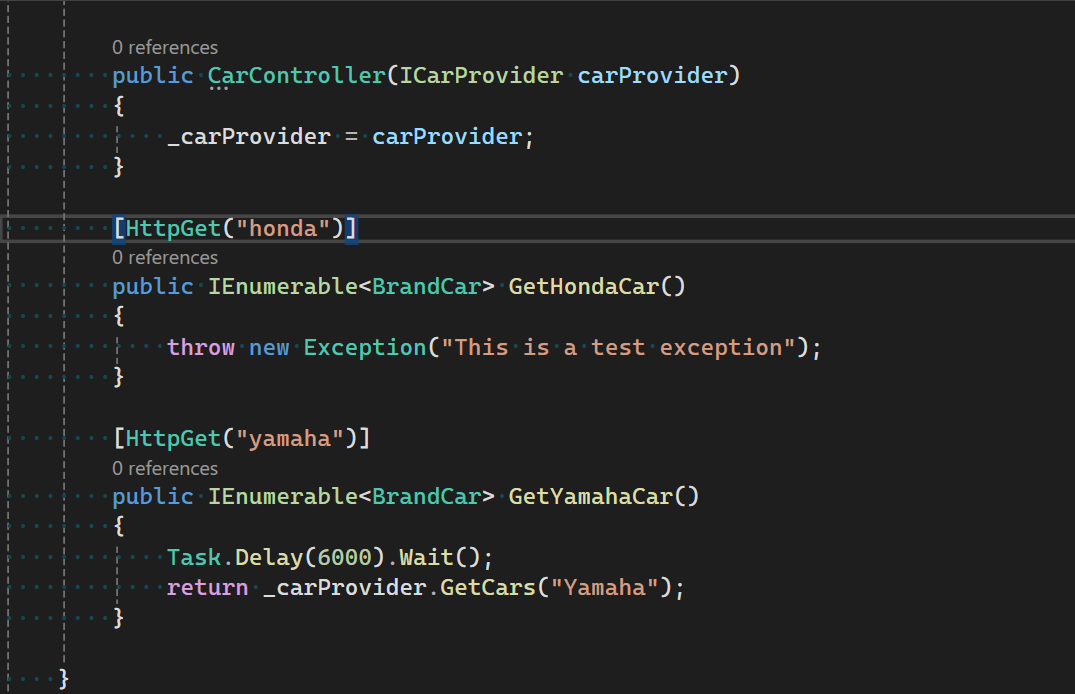 0 references
public CarController(ICarProvider carProvider)
{
_carProvider = carProvider;
}
[HttpGet("honda")]
0 references
public IEnumerable<BrandCar> GetHondaCar()
{
throw new Exception("This is a test exception");
}
[HttpGet("yamaha")]
0 references
public IEnumerable<BrandCar> GetYamahaCar()
{
Task.Delay(6000).Wait();
return _carProvider.GetCars("Yamaha");
}
}